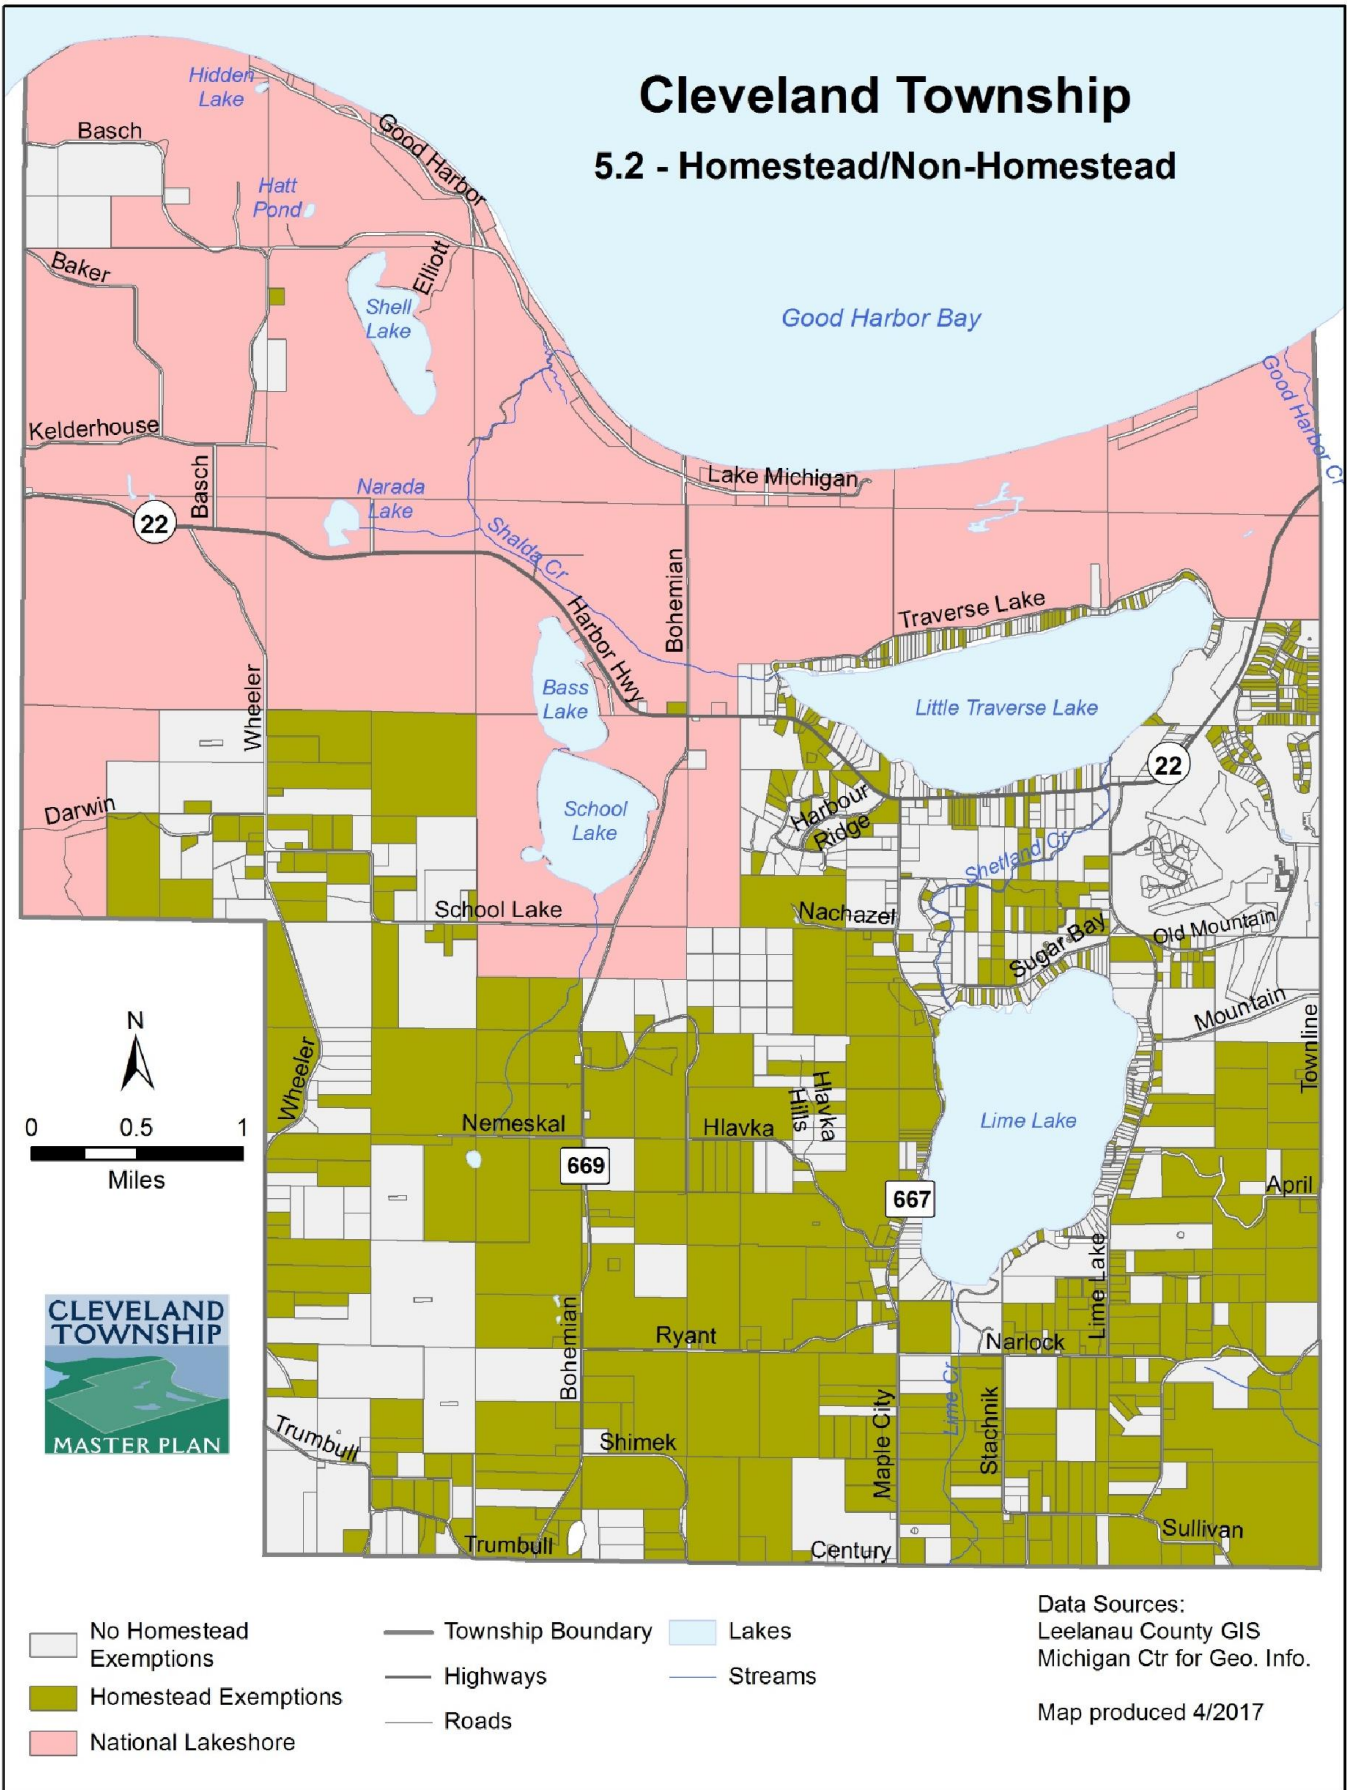 Cleveland Township
5.2 - Homestead/Non-Homestead
Hidden
Lake
Basch
Good Harbor
Hatt
Pond
Elliott
Baker
Shell
Lake
Good Harbor Bay
Good Harbor Cr
Kelderhouse
Basch
Narada
Lake
Lake Michigan
22
Shalda Cr
Bohemian
Harbor Hwy
Traverse Lake
Wheeler
Bass
Lake
Little Traverse Lake
22
Darwin
School
Lake
Harbour
Ridge
Shetland Cr
School Lake
Nachazel
Sugar Bay
Old Mountain
Mountain
Townline
N
0 0.5 1
Miles
Wheeler
Nemeskal
Hlavka
Hlavka
Hills
Lime Lake
669
667
April
Lime Lake
CLEVELAND
TOWNSHIP
MASTER PLAN
Bohemian
Ryant
Narlock
Lime Cr
Stachnik
Maple City
Trumbull
Shimek
Trumbull
Century
Sullivan
No Homestead
Exemptions
Homestead Exemptions
National Lakeshore
Township Boundary
Highways
Roads
Lakes
Streams
Data Sources:
Leelanau County GIS
Michigan Ctr for Geo. Info.
Map produced 4/2017